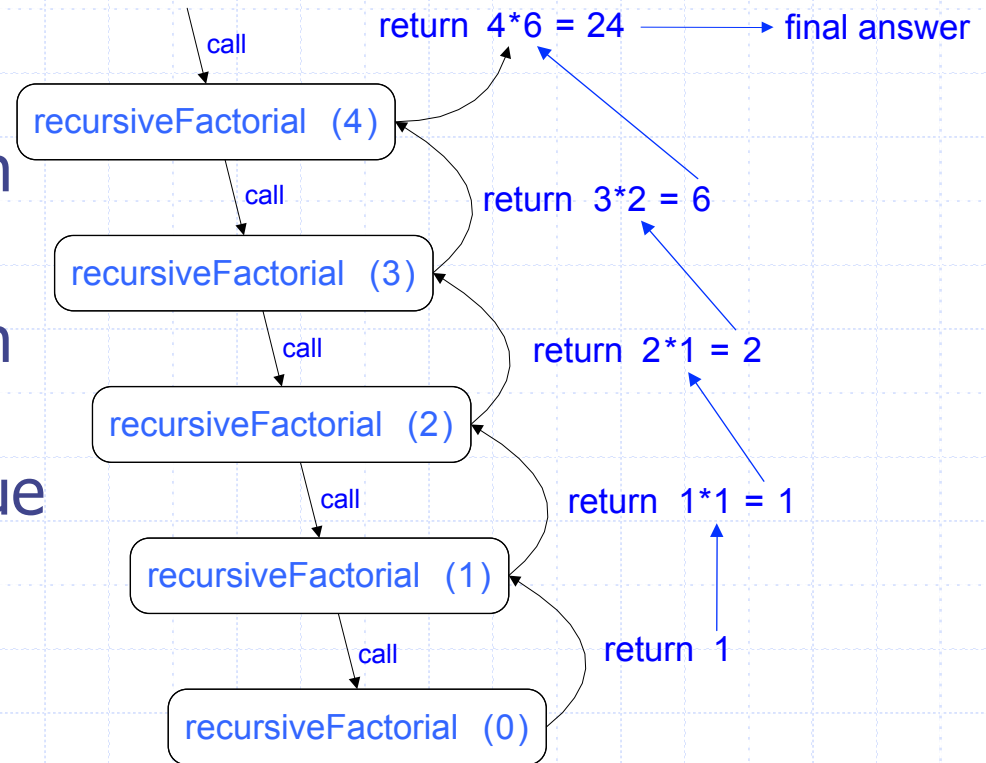 call
return 4*6 = 24
final answer
recursiveFactorial (4)
n
call
return 3*2 = 6
recursiveFactorial (3)
n
call
return 2*1 = 2
recursiveFactorial (2)
ue
call
return 1*1 = 1
recursiveFactorial (1)
call
return 1
recursiveFactorial (0)